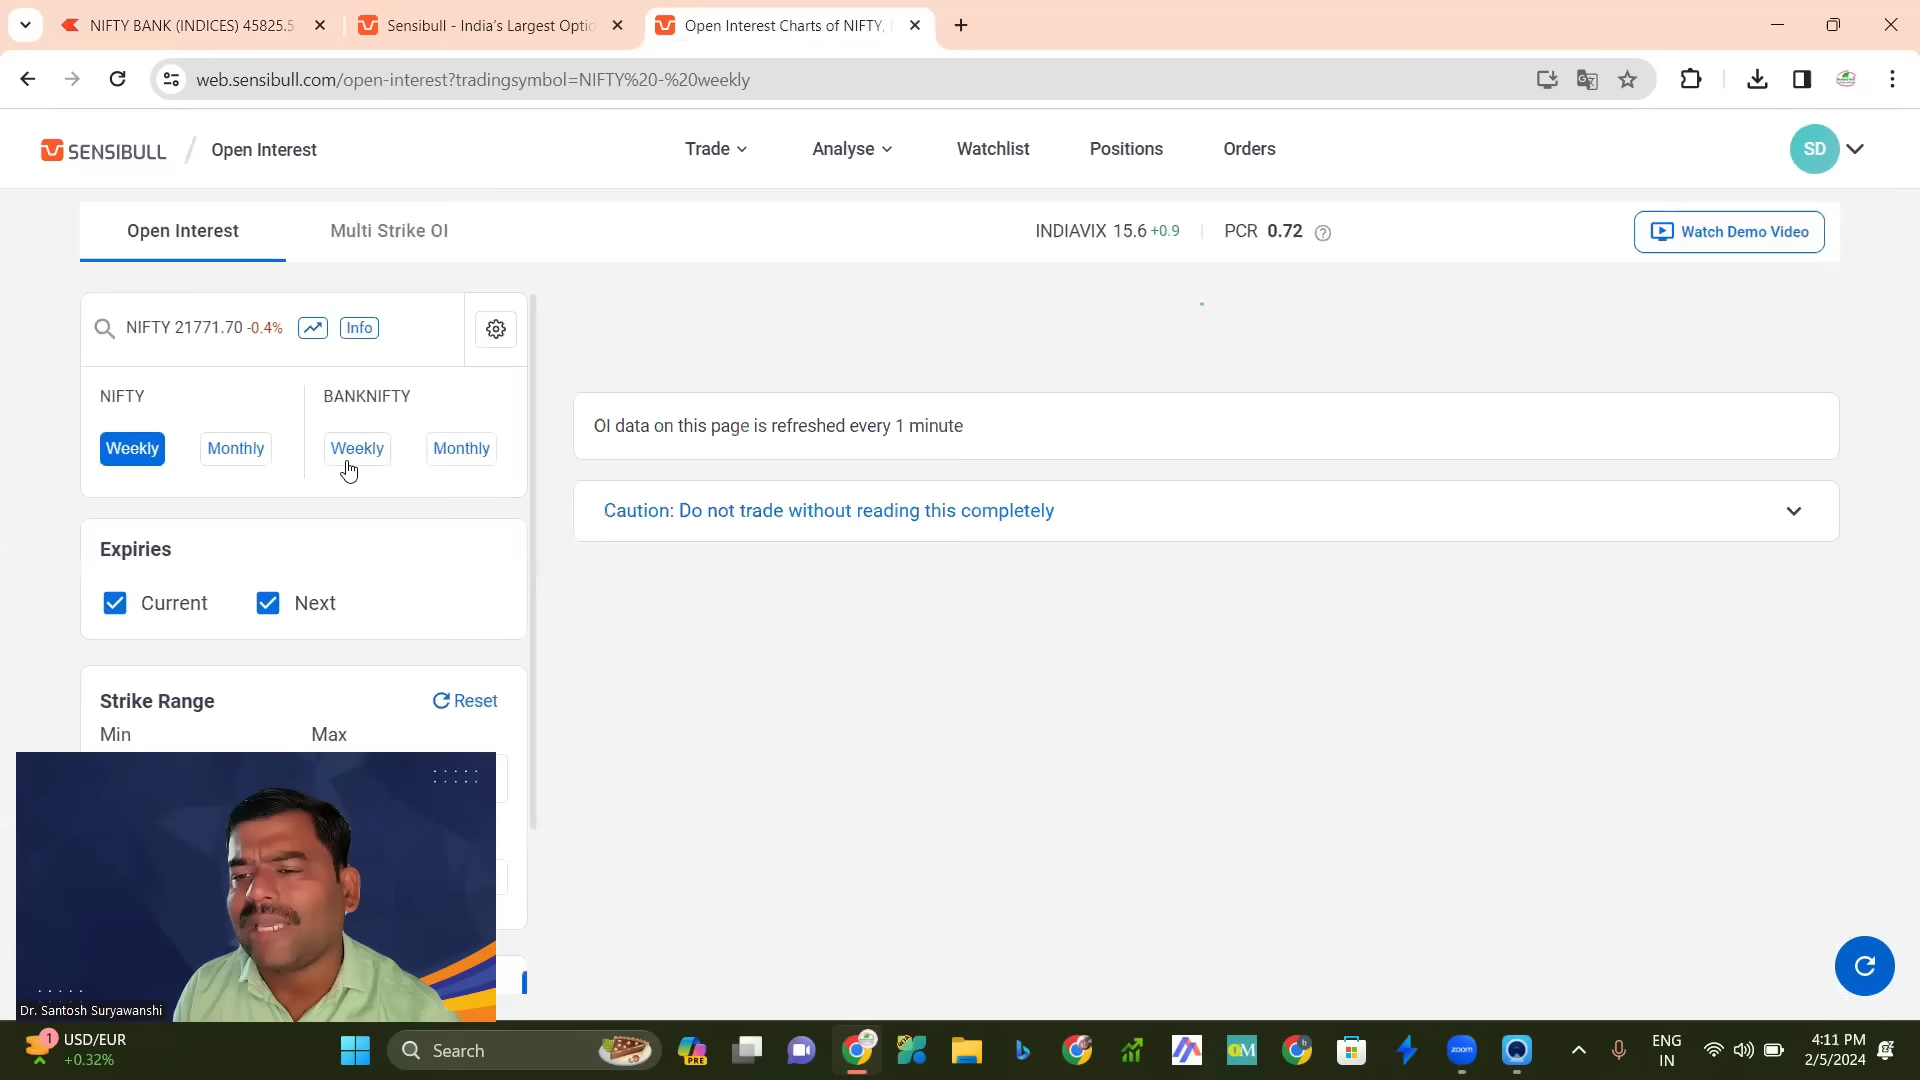 NIFTY BANK (INDICES) 45825.5
Sensibull - India's Largest Optio
Open Interest Charts of NIFTY,
web.sensibull.com/open-interest?tradingsymbol=NIFTY%20-%20weekly
SENSIBULL / Open Interest
Trade
Analyse
Watchlist
Positions
Orders
SD
Open Interest
Multi Strike OI
INDIAVIX 15.6 +0.9
PCR 0.72
Watch Demo Video
NIFTY 21771.70 -0.4%
Info
NIFTY
BANKNIFTY
Weekly
Monthly
Weekly
Monthly
OI data on this page is refreshed every 1 minute
Caution: Do not trade without reading this completely
Expiries
Current
Next
Strike Range
Reset
Min
Max
Dr. Santosh Suryawanshi
1
USD/EUR
+0.32%
Search
PRE
zoom
ENG
IN
4:11 PM
2/5/2024